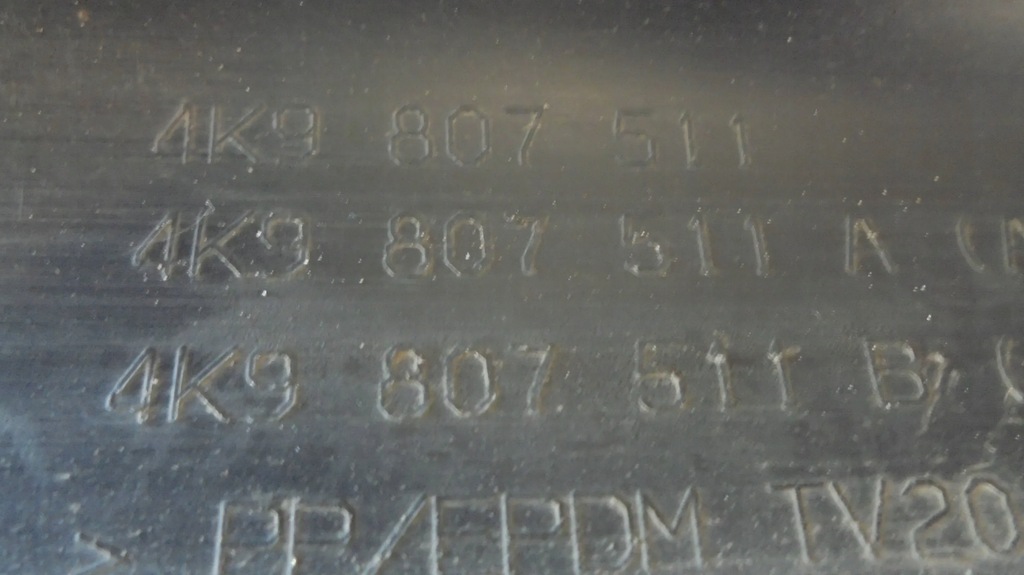 4K9 807 511
4K9 807 511 A
4K9 807 511 B
> PP/EPDM TV20